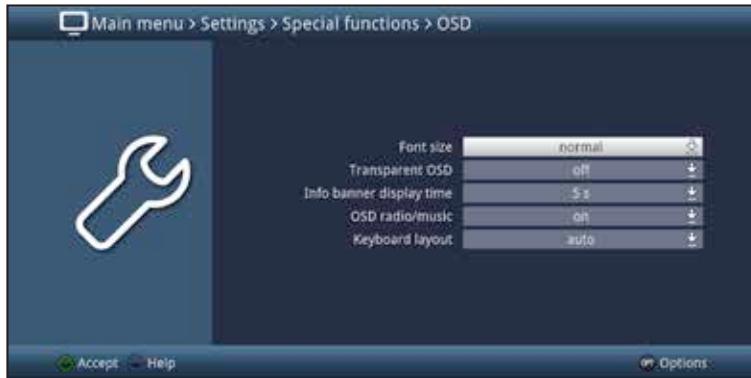 Main menu > Settings > Special functions > OSD
Font size normal
Transparent OSD off
Info banner display time 5 s
OSD radio/music on
Keyboard layout auto
Accept Help OPT Options